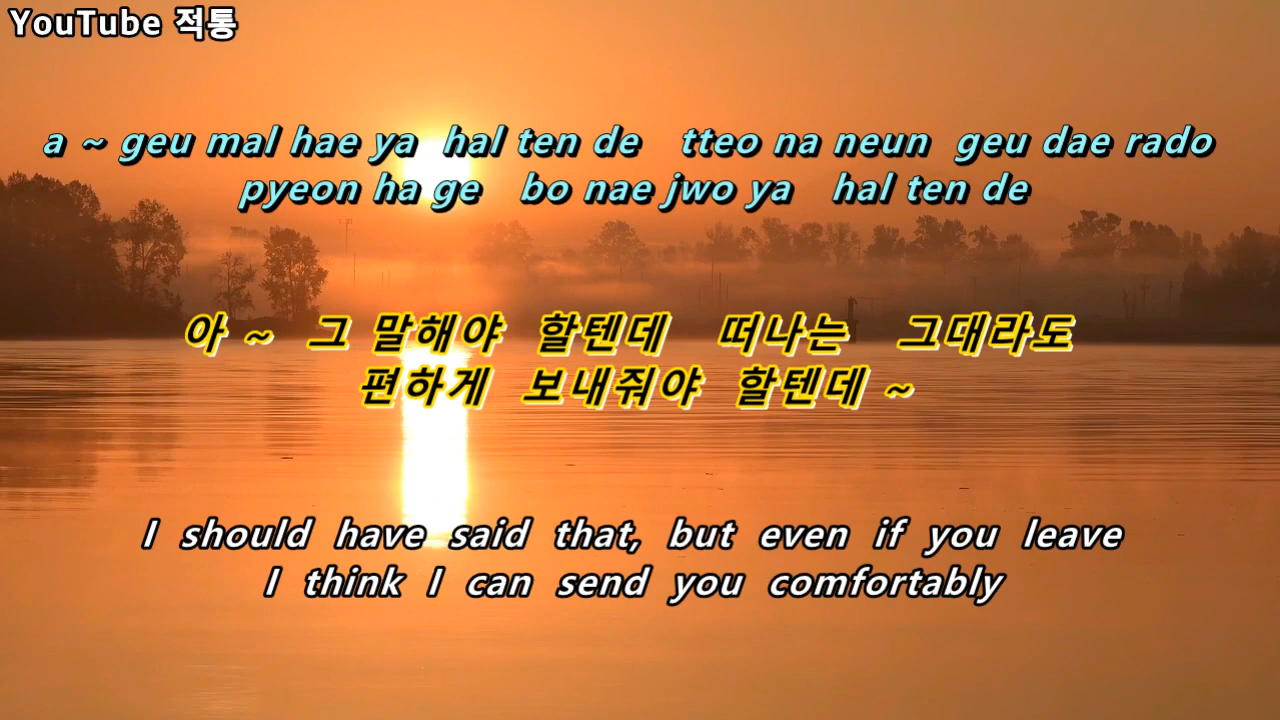 YouTube 적통
a ~ geu mal hae ya hal ten de tteo na neun geu dae rado
pyeon ha ge bo nae jwo ya hal ten de
아 ~ 그 말해야 할텐데 떠나는 그대라도
편하게 보내줘야 할텐데 ~
I should have said that, but even if you leave
I think I can send you comfortably